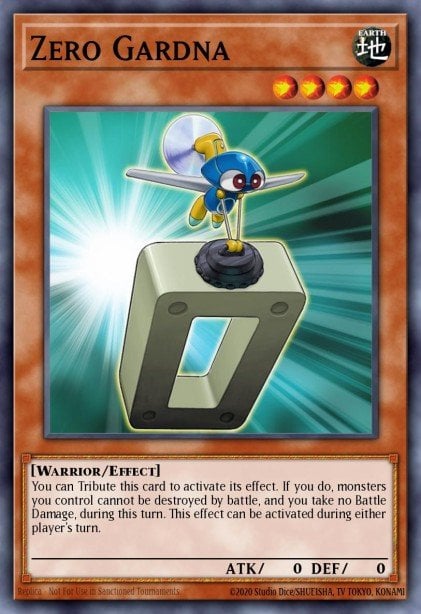 ZERO GARDNA
EARTH
地
[WARRIOR/EFFECT]
You can Tribute this card to activate its effect. If you do, monsters
you control cannot be destroyed by battle, and you take no Battle
Damage, during this turn. This effect can be activated during either
player's turn.
ATK/ 0 DEF/ 0
Replica - Not For Use in Sanctioned Tournaments
©2020 Studio Dice/SHUEISHA, TV TOKYO, KONAMI